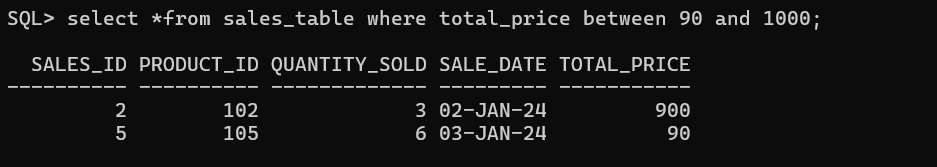 SQL> select *from sales_table where total_price between 90 and 1000;
  SALES_ID PRODUCT_ID QUANTITY_SOLD SALE_DATE TOTAL_PRICE
---------- ---------- ------------- --------- -----------
         2        102             3 02-JAN-24         900
         5        105             6 03-JAN-24          90